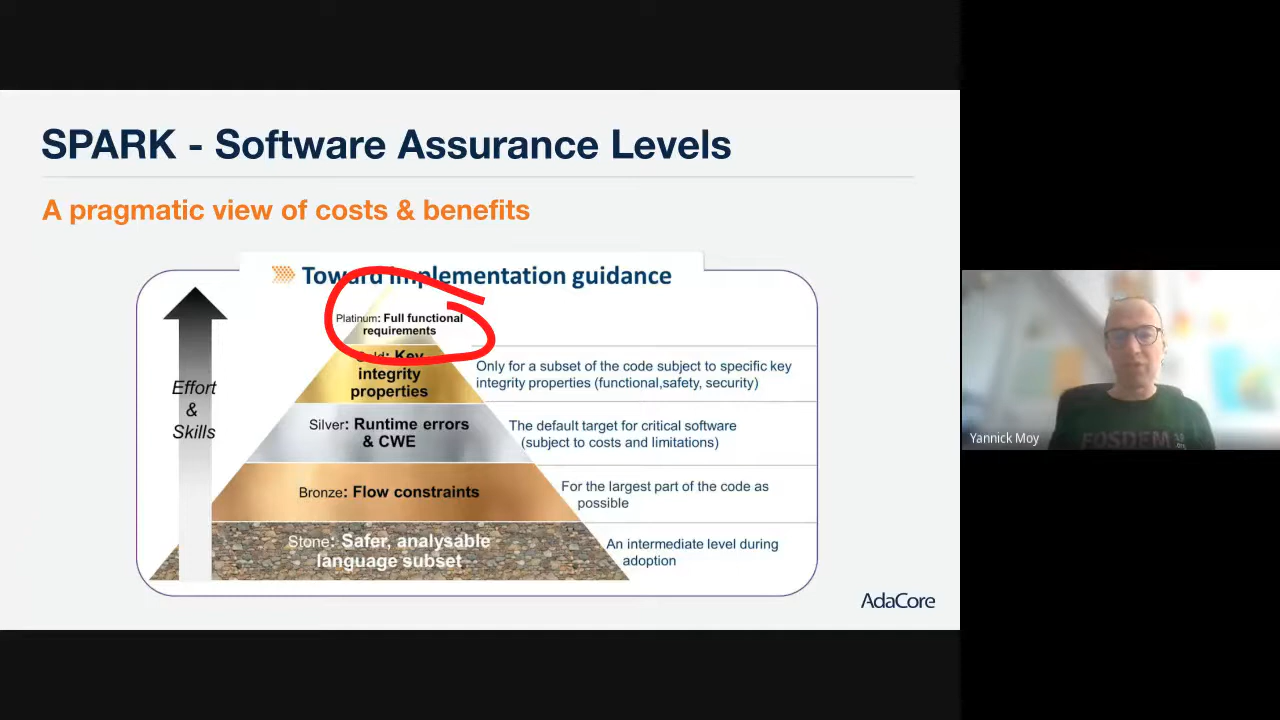 SPARK - Software Assurance Levels
A pragmatic view of costs & benefits
Toward implementation guidance
Effort
&
Skills
Platinum: Full functional
requirements
Gold: Key
integrity
properties
Only for a subset of the code subject to specific key
integrity properties (functional,safety, security)
Silver: Runtime errors
& CWE
The default target for critical software
(subject to costs and limitations)
Bronze: Flow constraints
For the largest part of the code as
possible
Stone: Safer, analysable
language subset
An intermediate level during
adoption
AdaCore
Yannick Moy
FOSDEM